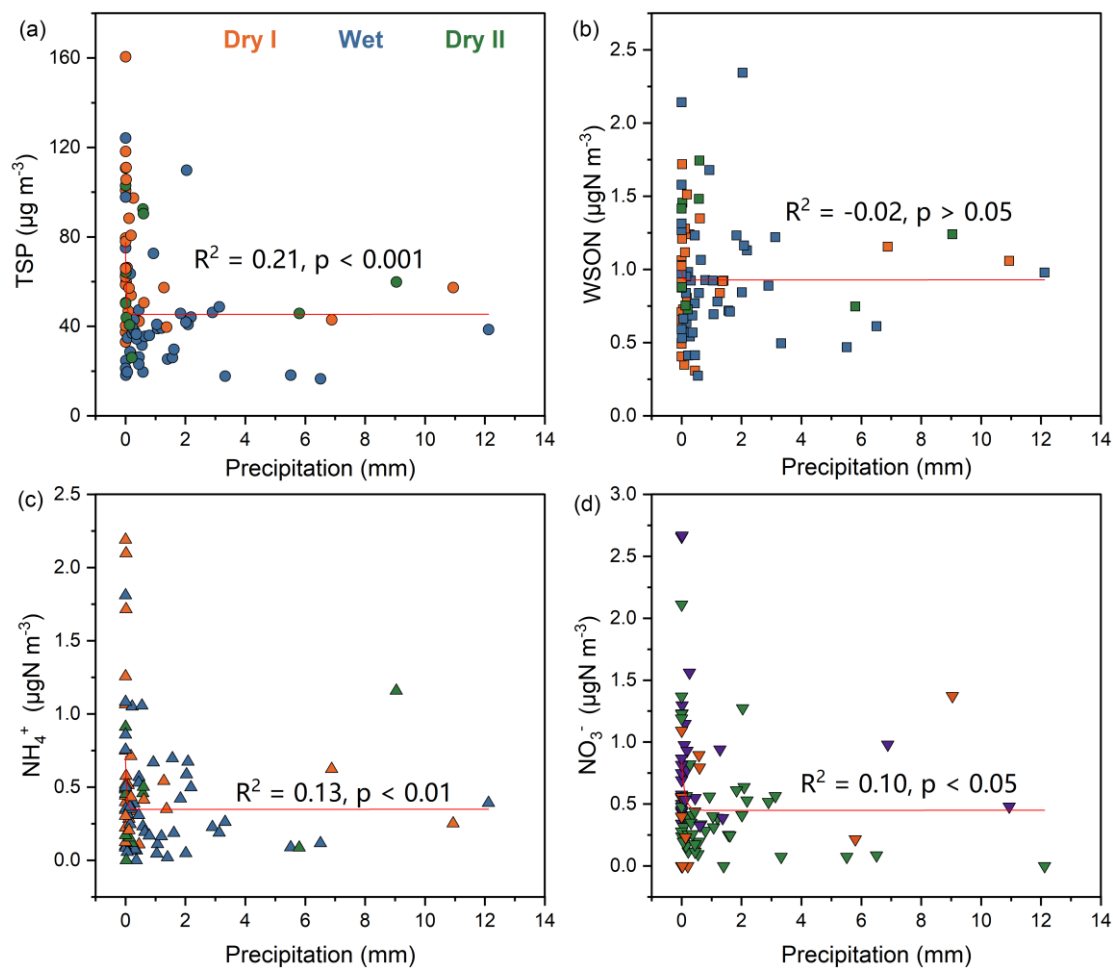 (a)
Dry I Wet Dry II
160
120
80
40
0
TSP (μg m⁻³)
R² = 0.21, p < 0.001
0 2 4 6 8 10 12 14
Precipitation (mm)
(b)
2.5
2.0
1.5
1.0
0.5
0.0
WSON (μgN m⁻³)
R² = -0.02, p > 0.05
0 2 4 6 8 10 12 14
Precipitation (mm)
(c)
2.5
2.0
1.5
1.0
0.5
0.0
NH₄⁺ (μgN m⁻³)
R² = 0.13, p < 0.01
0 2 4 6 8 10 12 14
Precipitation (mm)
(d)
3.0
2.5
2.0
1.5
1.0
0.5
0.0
NO₃⁻ (μgN m⁻³)
R² = 0.10, p < 0.05
0 2 4 6 8 10 12 14
Precipitation (mm)